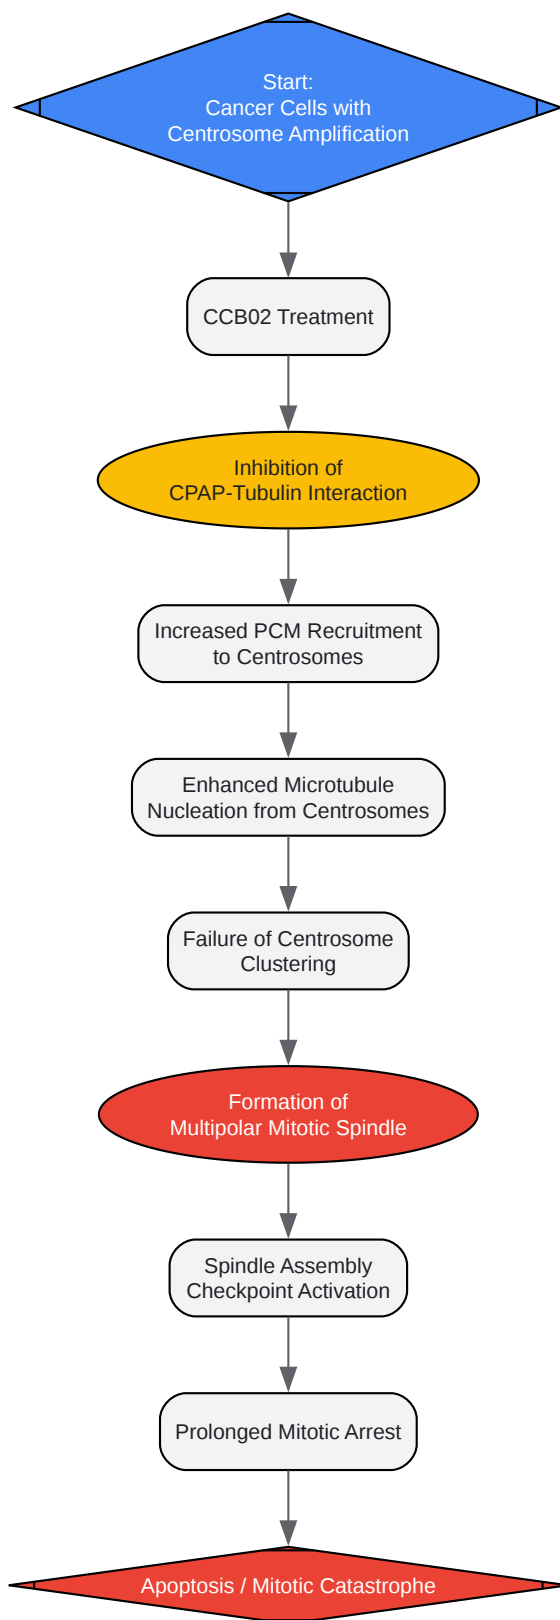 Start:
Cancer Cells with
Centrosome Amplification
CCB02 Treatment
Inhibition of
CPAP-Tubulin Interaction
Increased PCM Recruitment
to Centrosomes
Enhanced Microtubule
Nucleation from Centrosomes
Failure of Centrosome
Clustering
Formation of
Multipolar Mitotic Spindle
Spindle Assembly
Checkpoint Activation
Prolonged Mitotic Arrest
Apoptosis / Mitotic Catastrophe